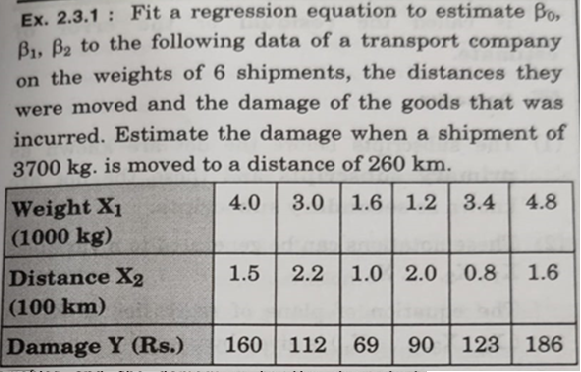 Ex. 2.3.1 : Fit a regression equation to estimate β₀,
β₁, β₂ to the following data of a transport company
on the weights of 6 shipments, the distances they
were moved and the damage of the goods that was
incurred. Estimate the damage when a shipment of
3700 kg. is moved to a distance of 260 km.
Weight X₁ 4.0 3.0 1.6 1.2 3.4 4.8
(1000 kg)
Distance X₂ 1.5 2.2 1.0 2.0 0.8 1.6
(100 km)
Damage Y (Rs.) 160 112 69 90 123 186